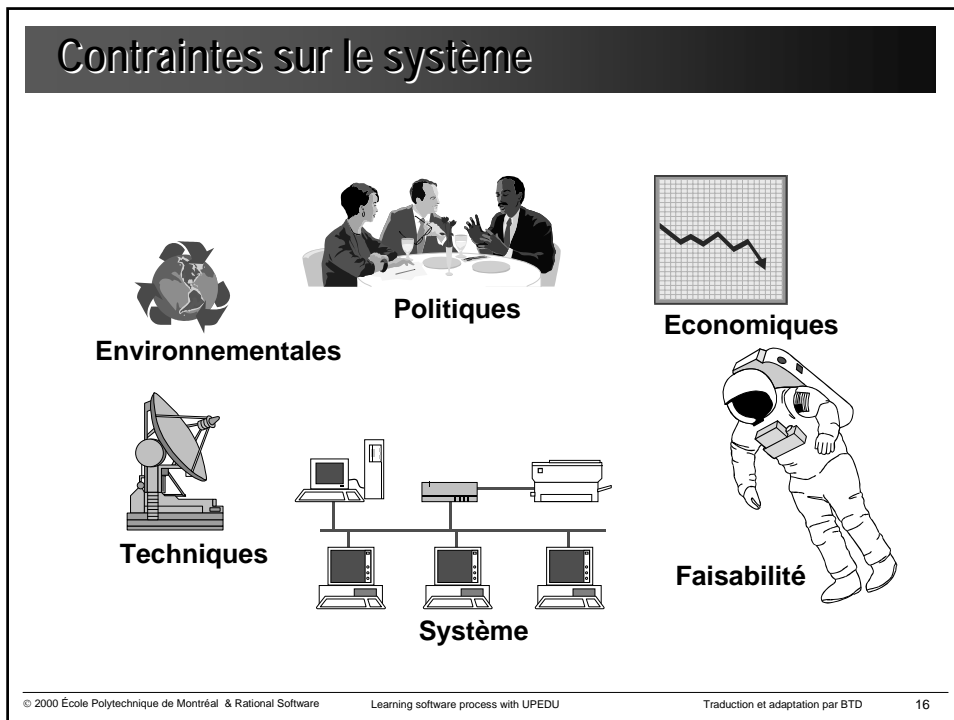 Contraintes sur le système
Politiques
Economiques
Environnementales
Techniques
Faisabilité
Système
© 2000 École Polytechnique de Montréal & Rational Software Learning software process with UPEDU Traduction et adaptation par BTD 16